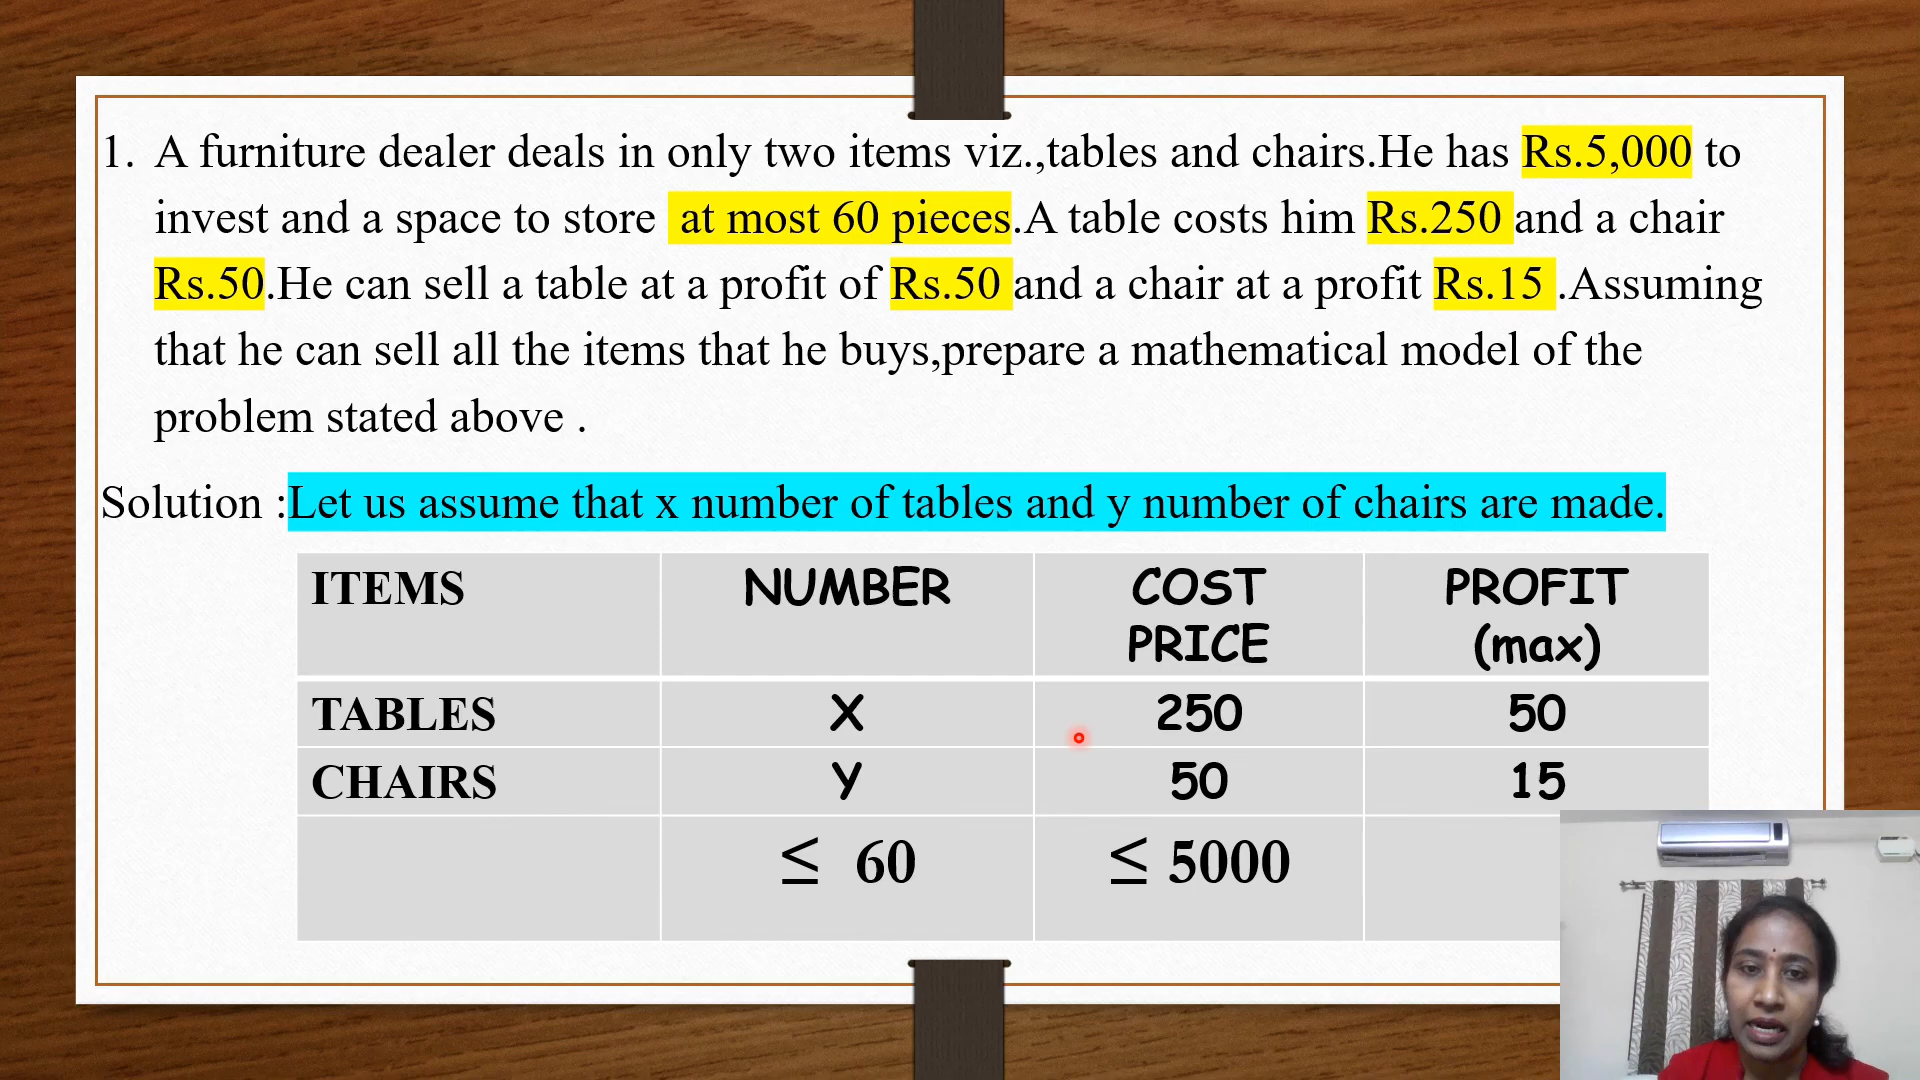 1. A furniture dealer deals in only two items viz.,tables and chairs.He has Rs.5,000 to
invest and a space to store at most 60 pieces.A table costs him Rs.250 and a chair
Rs.50.He can sell a table at a profit of Rs.50 and a chair at a profit Rs.15 .Assuming
that he can sell all the items that he buys,prepare a mathematical model of the
problem stated above .
Solution :Let us assume that x number of tables and y number of chairs are made.
ITEMS NUMBER COST PRICE PROFIT (max)
TABLES X 250 50
CHAIRS Y 50 15
≤ 60 ≤ 5000